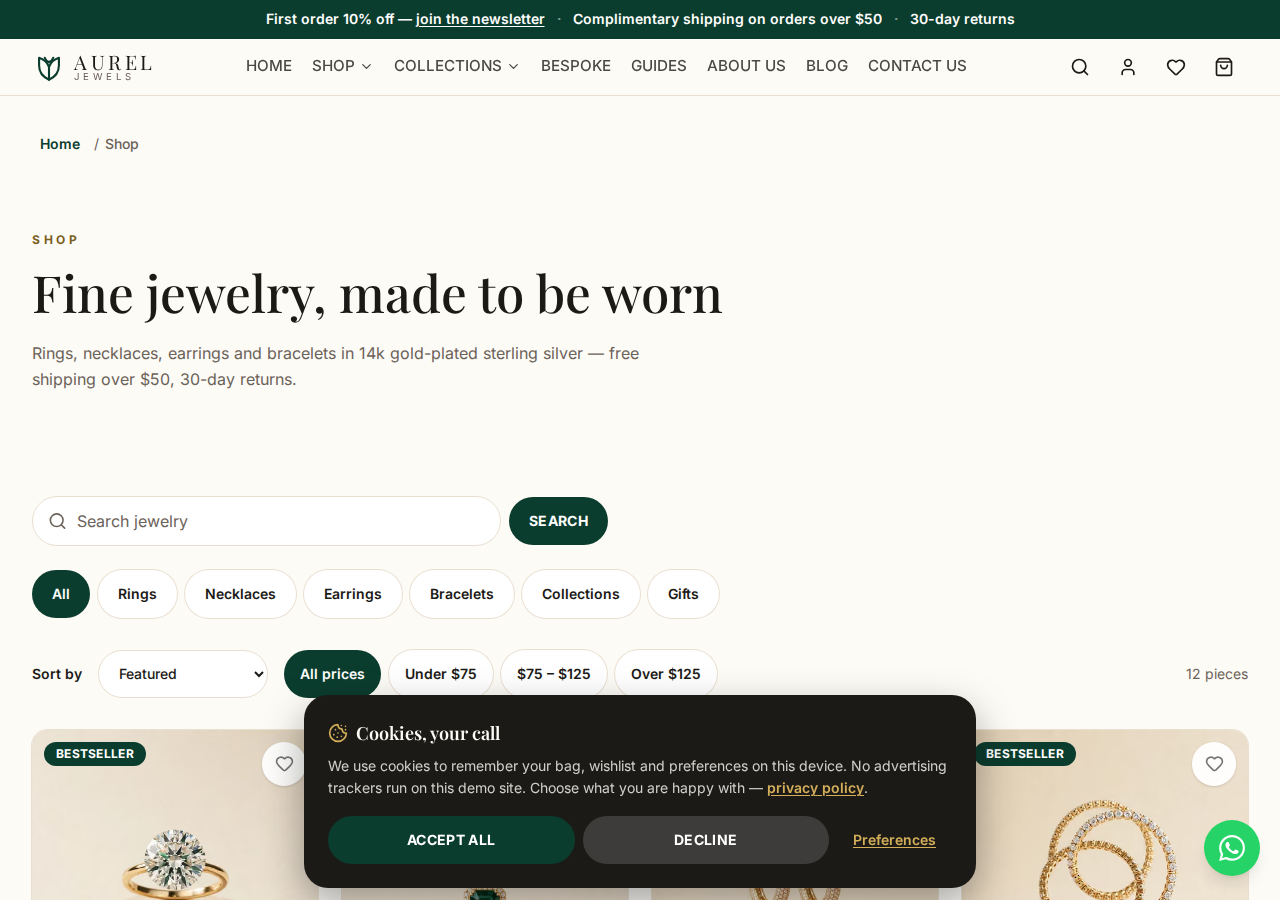 First order 10% off — join the newsletter · Complimentary shipping on orders over $50 · 30-day returns
AUREL
JEWELS
HOME SHOP COLLECTIONS BESPOKE GUIDES ABOUT US BLOG CONTACT US
Home / Shop
SHOP
Fine jewelry, made to be worn
Rings, necklaces, earrings and bracelets in 14k gold-plated sterling silver — free
shipping over $50, 30-day returns.
Search jewelry SEARCH
All Rings Necklaces Earrings Bracelets Collections Gifts
Sort by Featured All prices Under $75 $75 – $125 Over $125 12 pieces
BESTSELLER BESTSELLER
Cookies, your call
We use cookies to remember your bag, wishlist and preferences on this device. No advertising
trackers run on this demo site. Choose what you are happy with — privacy policy.
ACCEPT ALL DECLINE Preferences